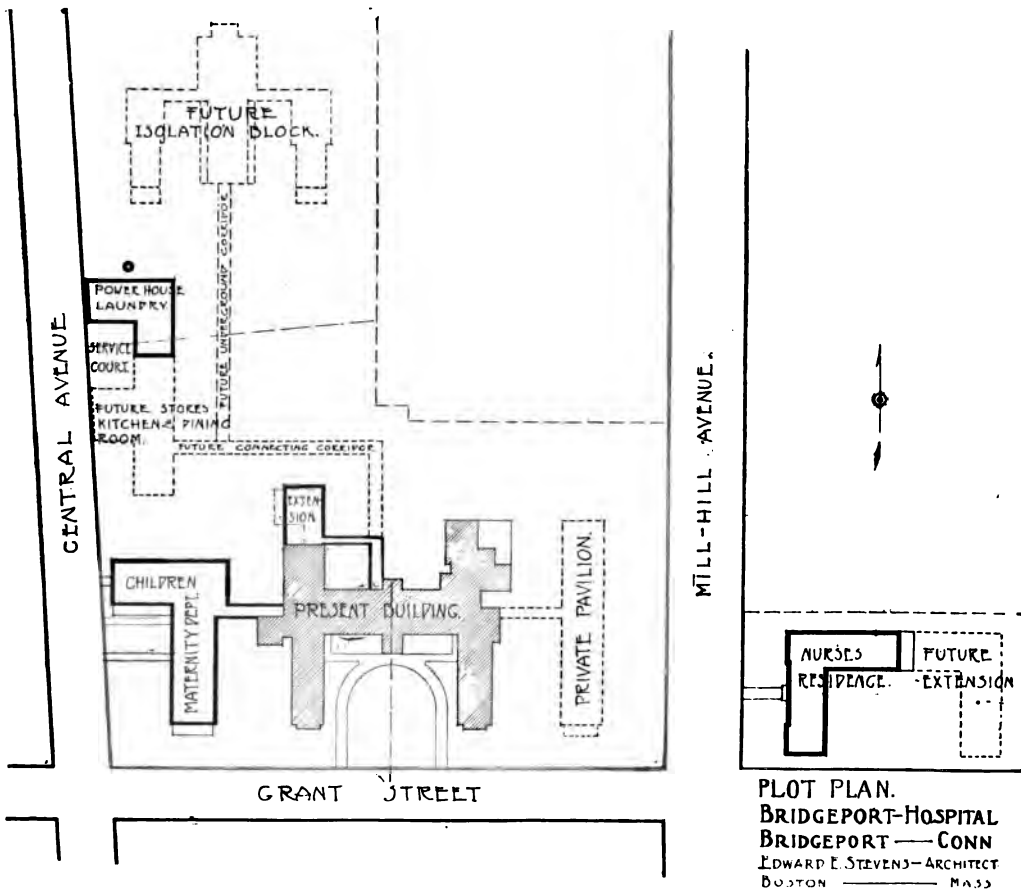 FUTURE
ISOLATION BLOCK.
FUTURE UNDERGROUND CORRIDOR
POWER HOUSE
LAUNDRY
SERVICE
COURT
FUTURE STORES
KITCHEN & DINING
ROOM.
FUTURE CONNECTING CORRIDOR
CENTRAL AVENUE
MILL-HILL AVENUE.
EXTEN-
SION
CHILDREN
MATERNITY DEPT.
PRESENT BUILDING.
PRIVATE PAVILION.
NURSES
RESIDENCE.
FUTURE
EXTENSION
GRANT STREET
PLOT PLAN.
BRIDGEPORT-HOSPITAL
BRIDGEPORT — CONN
EDWARD F. STEVENS-ARCHITECT
BOSTON — MASS